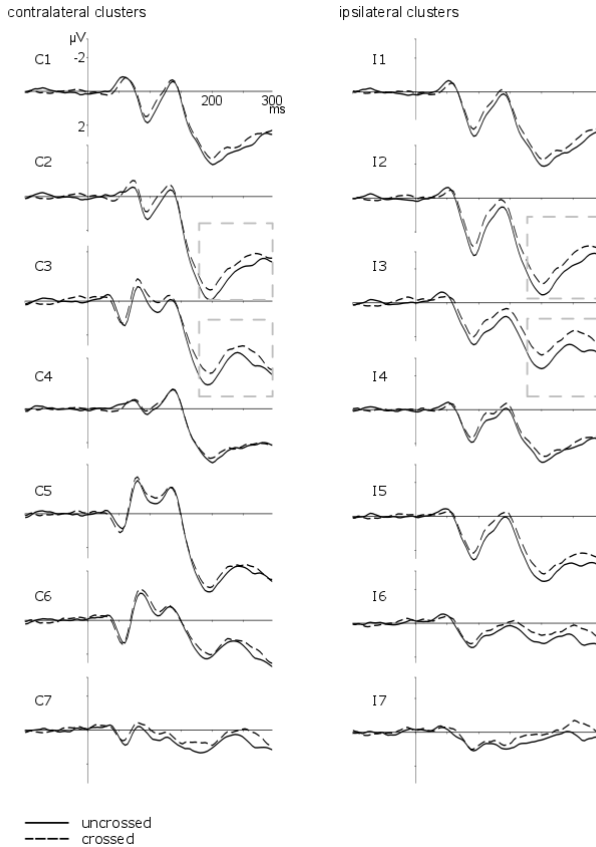 contralateral clusters
ipsilateral clusters
µV
-2
C1
I1
200
300
ms
2
C2
I2
C3
I3
C4
I4
C5
I5
C6
I6
C7
I7
uncrossed
crossed